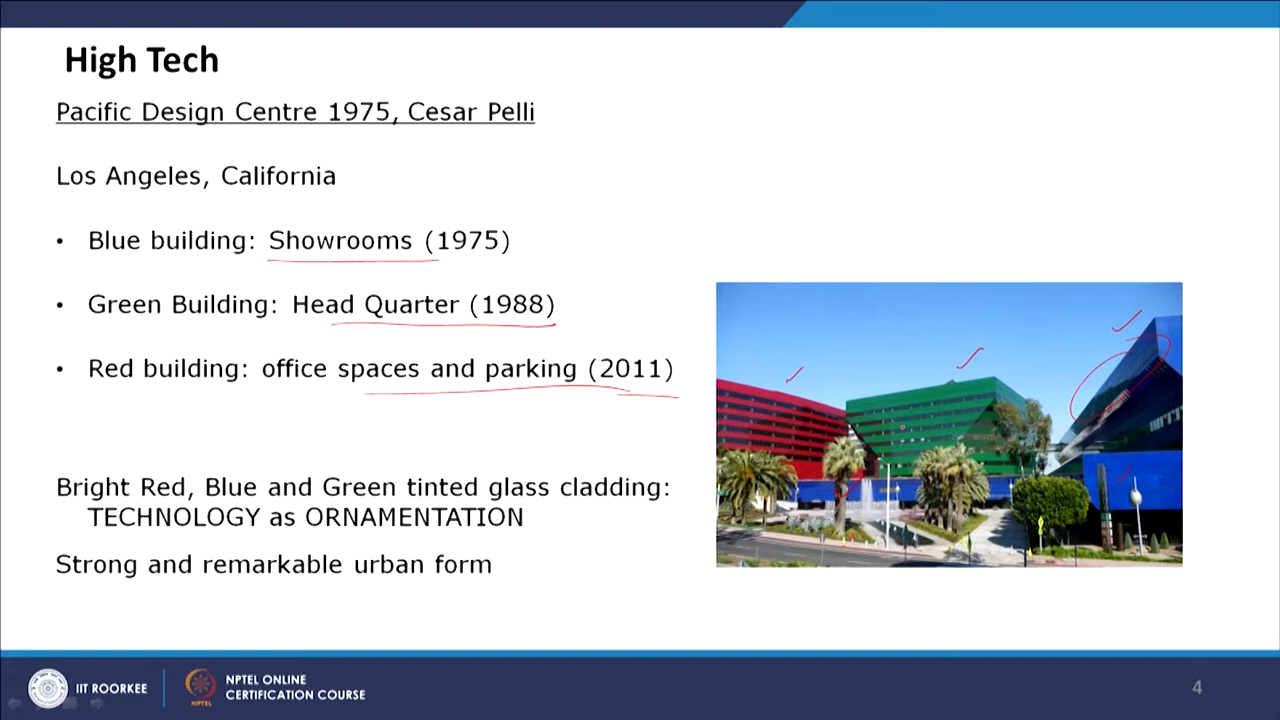 High Tech
Pacific Design Centre 1975, Cesar Pelli
Los Angeles, California
• Blue building: Showrooms (1975)
• Green Building: Head Quarter (1988)
• Red building: office spaces and parking (2011)
Bright Red, Blue and Green tinted glass cladding:
TECHNOLOGY as ORNAMENTATION
Strong and remarkable urban form
IIT ROORKEE
NPTEL
NPTEL ONLINE
CERTIFICATION COURSE
4